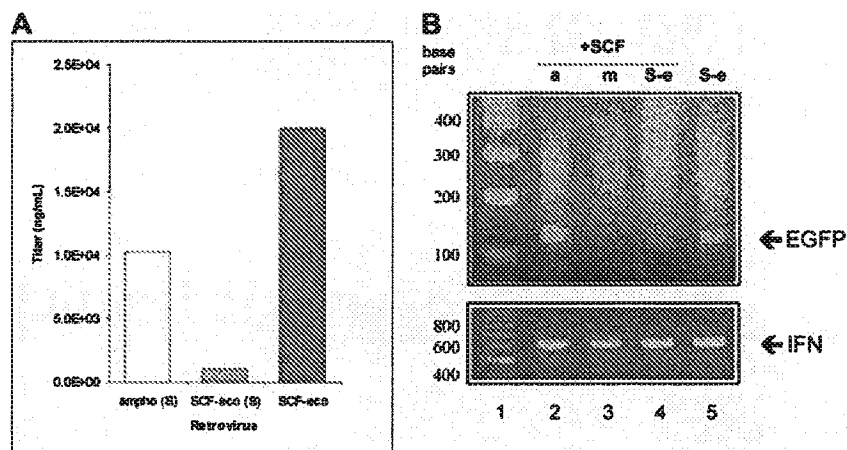 A
2.5E+04
2.0E+04
1.5E+04
1.0E+04
5.0E+03
0.0E+00
Titer (ng/mL)
ampho (S)
SCF-eco (S)
SCF-eco
Retrovirus
B
base
pairs
+SCF
a
m
S-e
S-e
400
300
200
100
EGFP
800
600
400
IFN
1
2
3
4
5